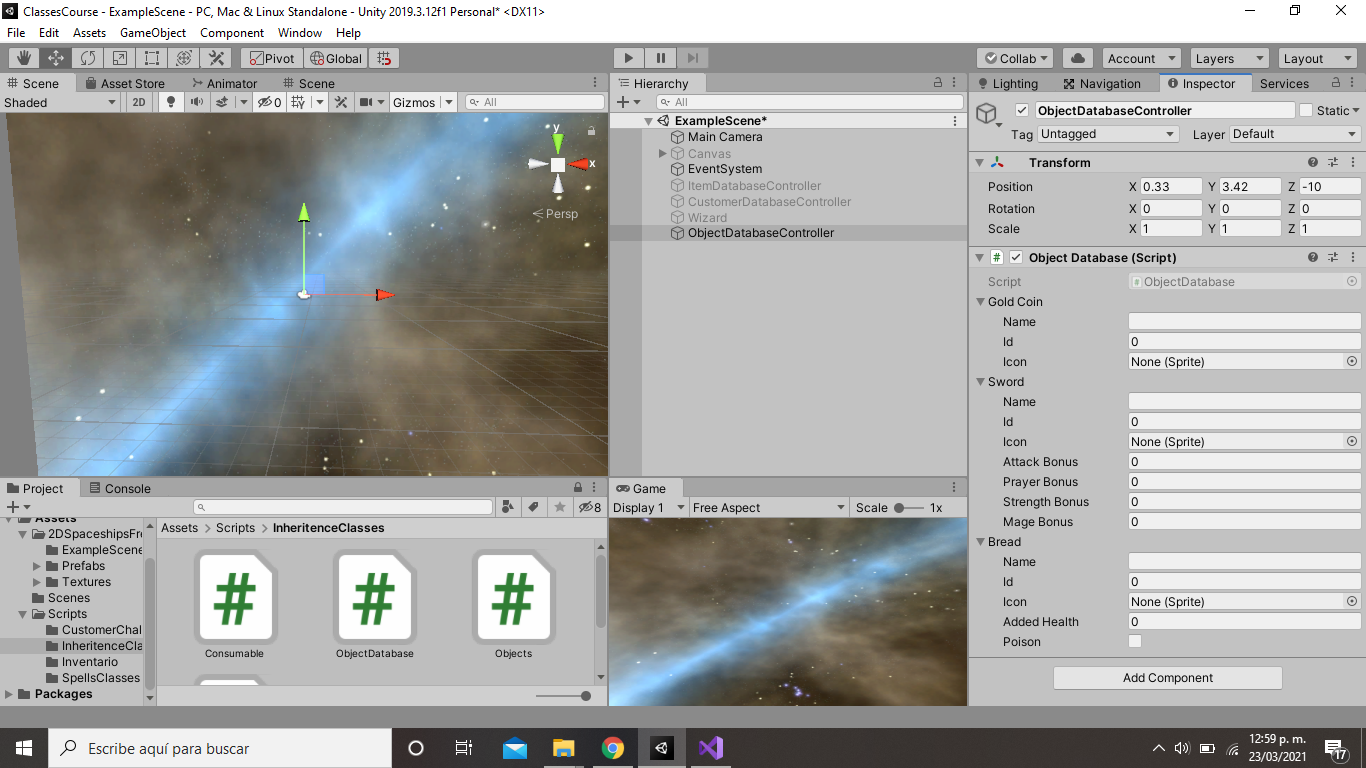 ClassesCourse - ExampleScene - PC, Mac & Linux Standalone - Unity 2019.3.12f1 Personal* <DX11>
File Edit Assets GameObject Component Window Help
Pivot Global Collab Account Layers Layout
Scene Asset Store Animator Scene
Shaded 2D 0 Gizmos All
y
x
Persp
Hierarchy
All
ExampleScene*
Main Camera
Canvas
EventSystem
ItemDatabaseController
CustomerDatabaseController
Wizard
ObjectDatabaseController
Lighting Navigation Inspector Services
ObjectDatabaseController Static
Tag Untagged Layer Default
Transform
Position X 0.33 Y 3.42 Z -10
Rotation X 0 Y 0 Z 0
Scale X 1 Y 1 Z 1
# Object Database (Script)
Script # ObjectDatabase
Gold Coin
Name
Id 0
Icon None (Sprite)
Sword
Name
Id 0
Icon None (Sprite)
Attack Bonus 0
Prayer Bonus 0
Strength Bonus 0
Mage Bonus 0
Bread
Name
Id 0
Icon None (Sprite)
Added Health 0
Poison
Add Component
Project Console
8
Assets
2DSpaceshipsFr
ExampleScene
Prefabs
Textures
Scenes
Scripts
CustomerChal
InheritenceCla
Inventario
SpellsClasses
Packages
Assets > Scripts > InheritenceClasses
# # #
Consumable ObjectDatabase Objects
Game
Display 1 Free Aspect Scale 1x
Escribe aquí para buscar
12:59 p. m.
23/03/2021
17